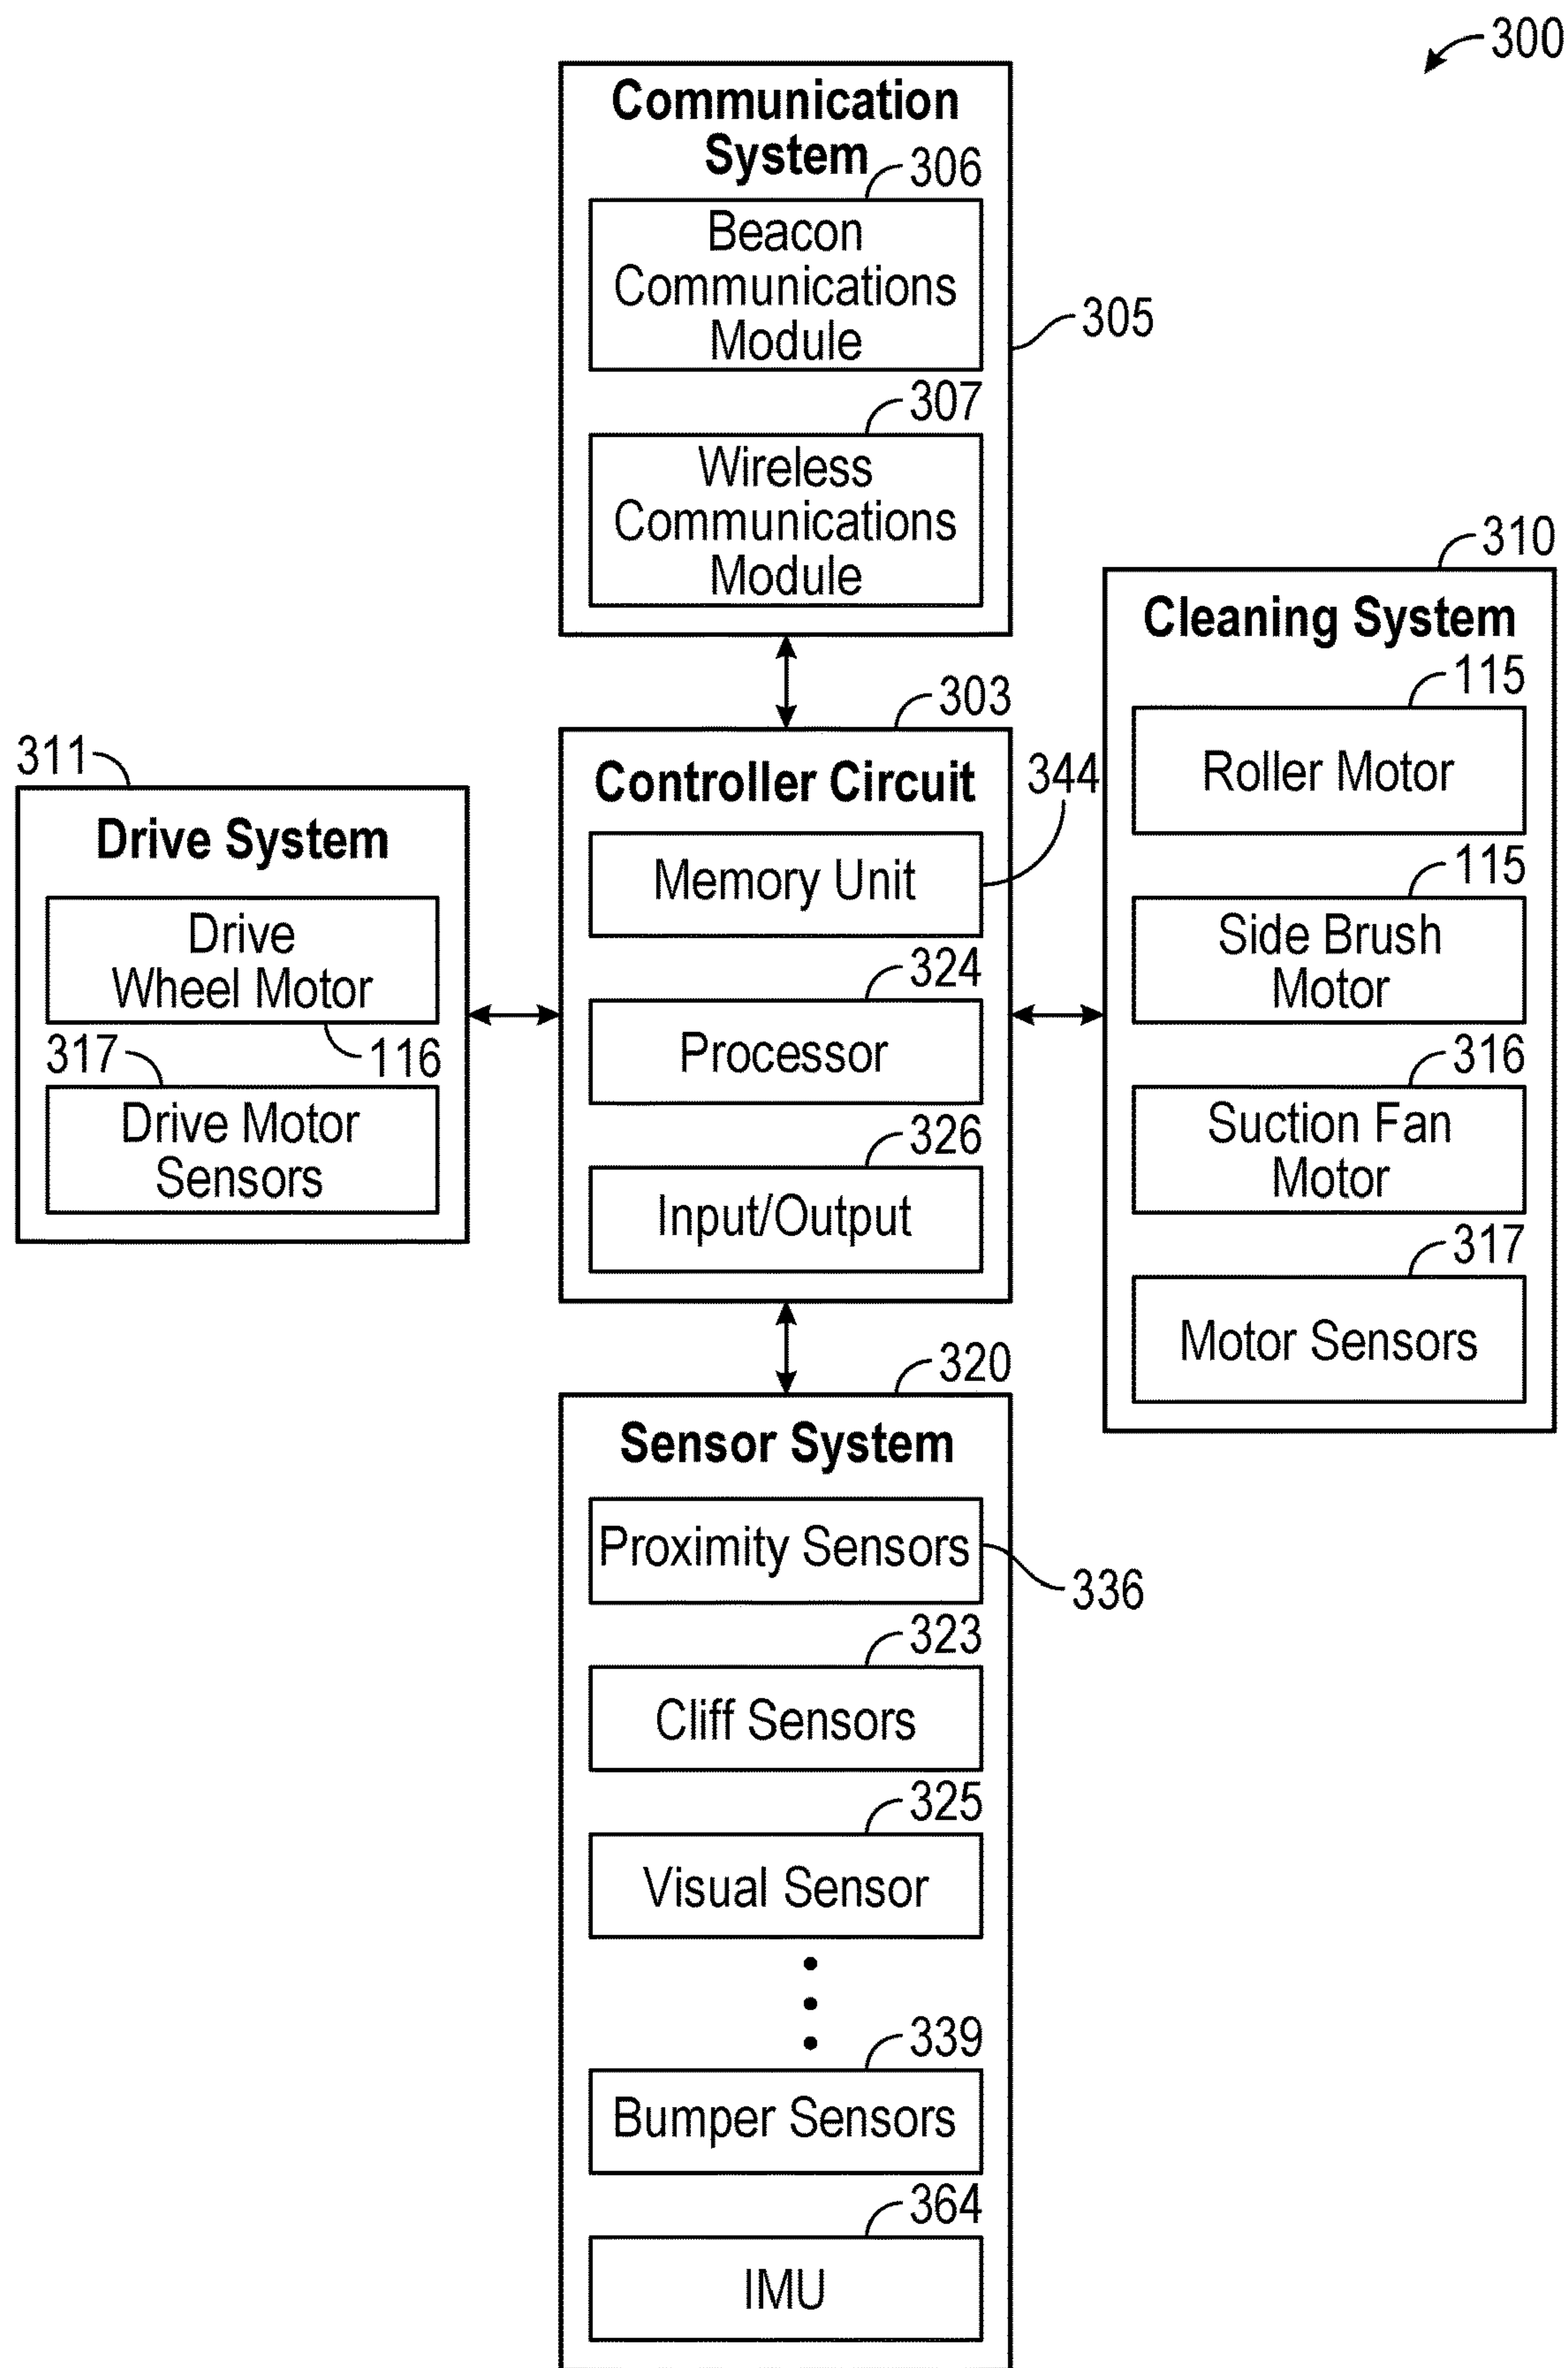 300
Communication
System
306
Beacon
Communications
Module
305
307
Wireless
Communications
Module
310
Cleaning System
115
Roller Motor
115
Side Brush
Motor
316
Suction Fan
Motor
317
Motor Sensors
303
Controller Circuit
344
Memory Unit
324
Processor
326
Input/Output
311
Drive System
Drive
Wheel Motor
116
317
Drive Motor
Sensors
320
Sensor System
Proximity Sensors
336
323
Cliff Sensors
325
Visual Sensor
339
Bumper Sensors
364
IMU